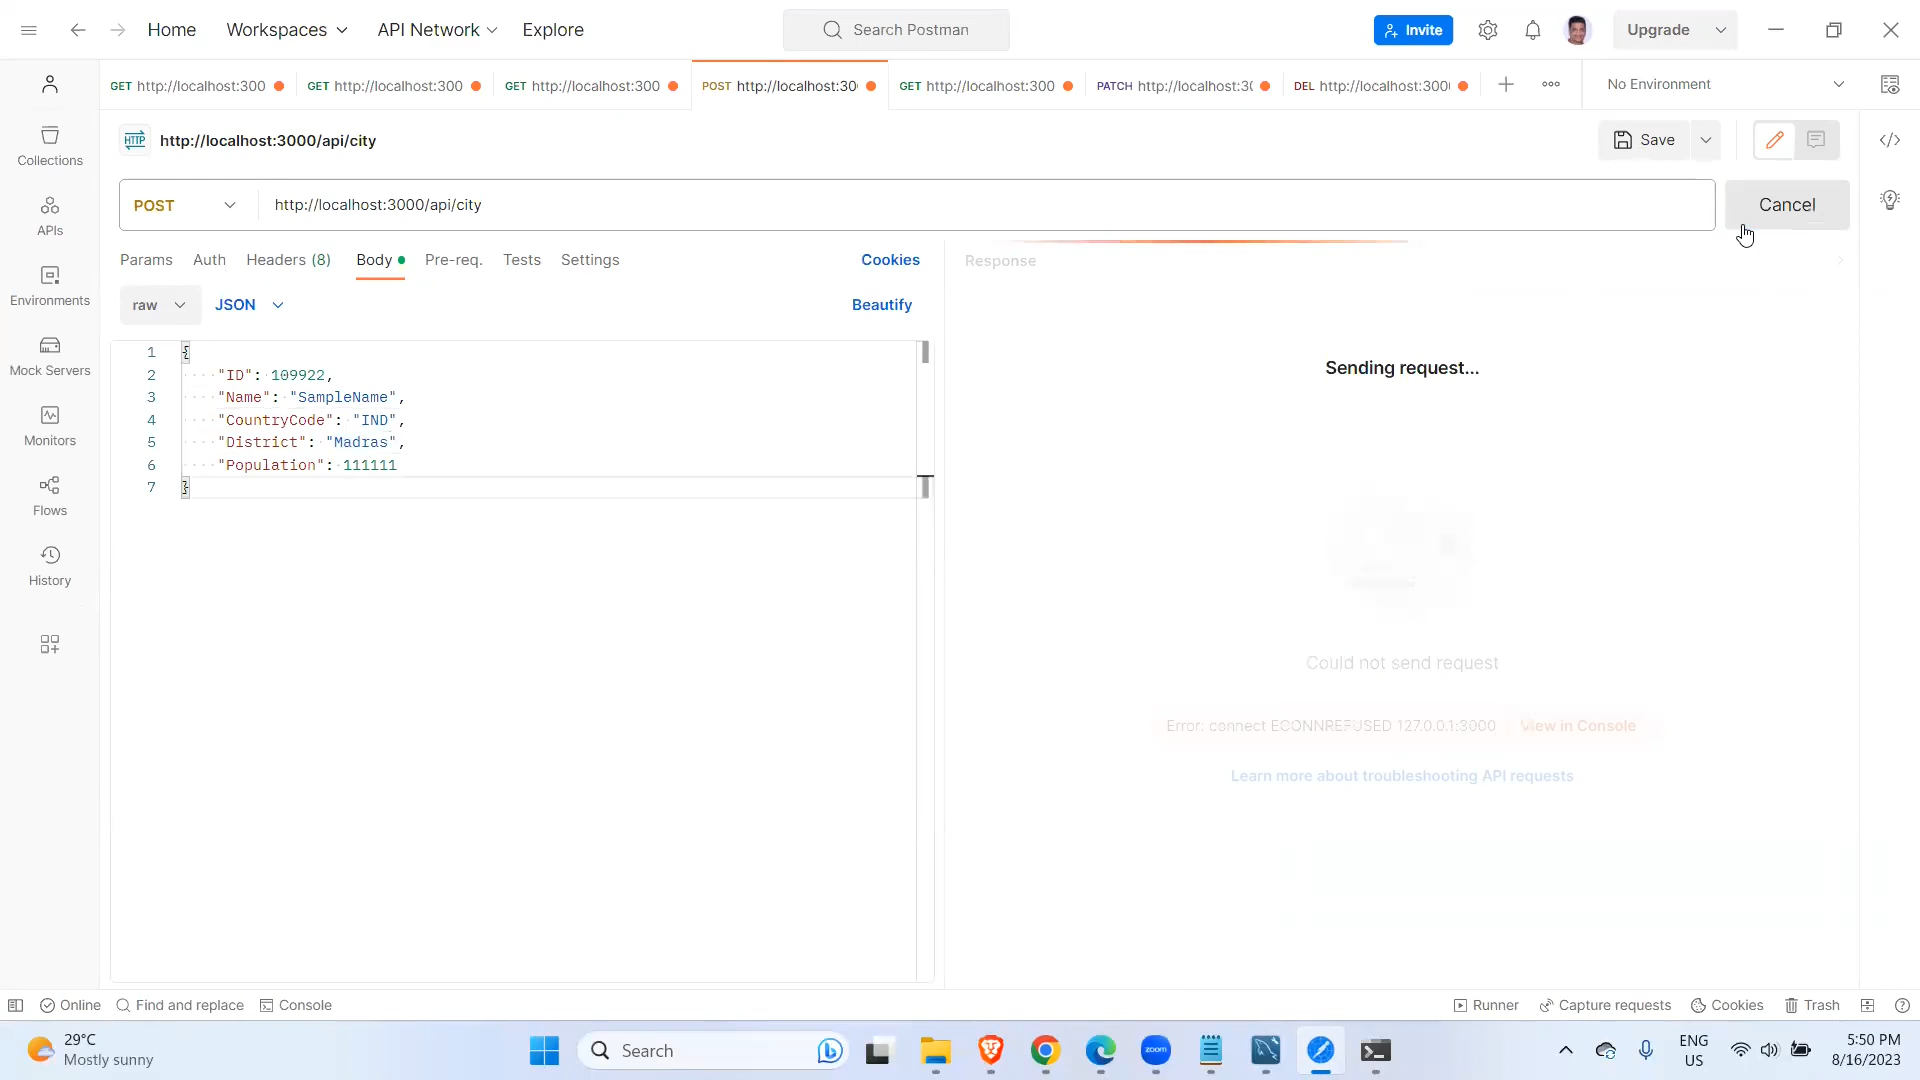 Home Workspaces API Network Explore Search Postman Invite Upgrade
GET http://localhost:300 GET http://localhost:300 GET http://localhost:300 POST http://localhost:30 GET http://localhost:300 PATCH http://localhost:3 DEL http://localhost:300 No Environment
HTTP http://localhost:3000/api/city Save
POST http://localhost:3000/api/city Cancel
Params Auth Headers (8) Body Pre-req. Tests Settings Cookies Response
raw JSON Beautify
1 {
2 "ID": 109922,
3 "Name": "SampleName",
4 "CountryCode": "IND",
5 "District": "Madras",
6 "Population": 111111
7 }
Sending request...
Could not send request
Error: connect ECONNREFUSED 127.0.0.1:3000 View in Console
Learn more about troubleshooting API requests
Collections
APIs
Environments
Mock Servers
Monitors
Flows
History
Online Find and replace Console Runner Capture requests Cookies Trash
29°C
Mostly sunny
Search
zoom
ENG
US
5:50 PM
8/16/2023